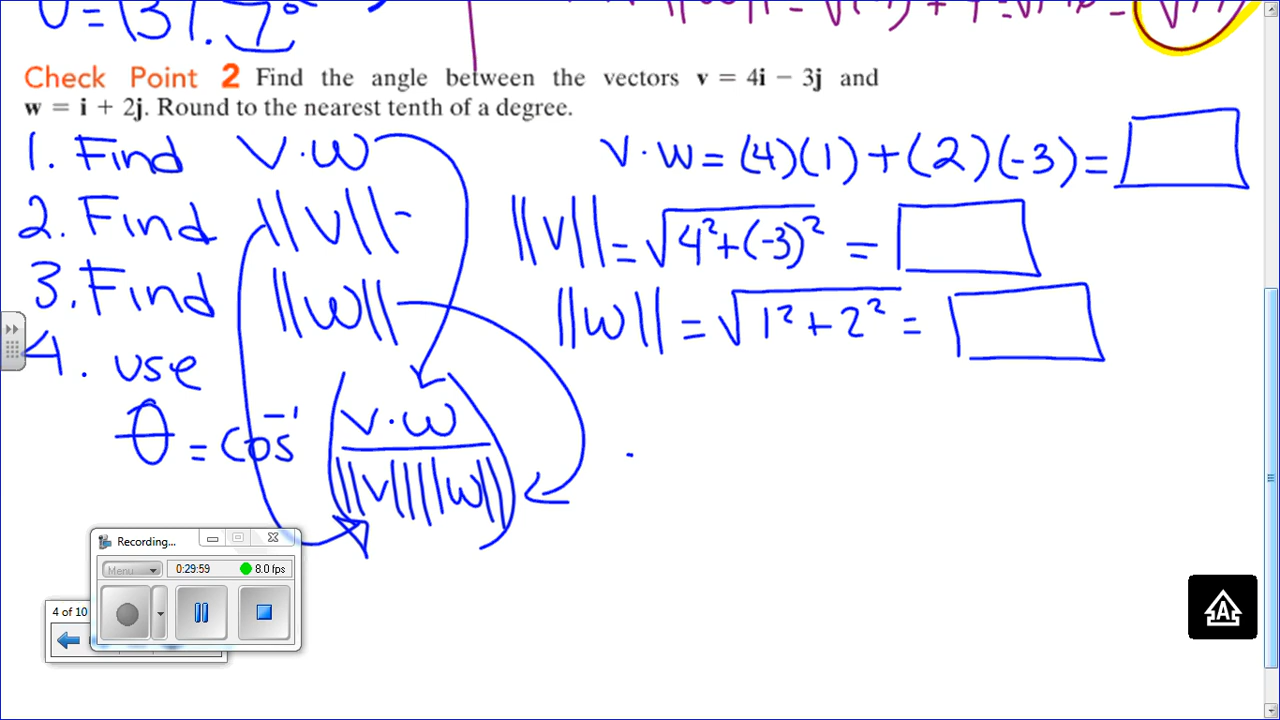 θ = 131.7°
Check Point 2 Find the angle between the vectors v = 4i − 3j and
w = i + 2j. Round to the nearest tenth of a degree.
1. Find V·W
2. Find ||V||
3. Find ||W||
4. use
θ = cos⁻¹ (V·W / ||V|| ||W||)
V·W = (4)(1) + (2)(-3) =
||V|| = √4² + (-3)² =
||W|| = √1² + 2² =
Recording...
Menu
0:29:59
8.0 fps
4 of 10
A